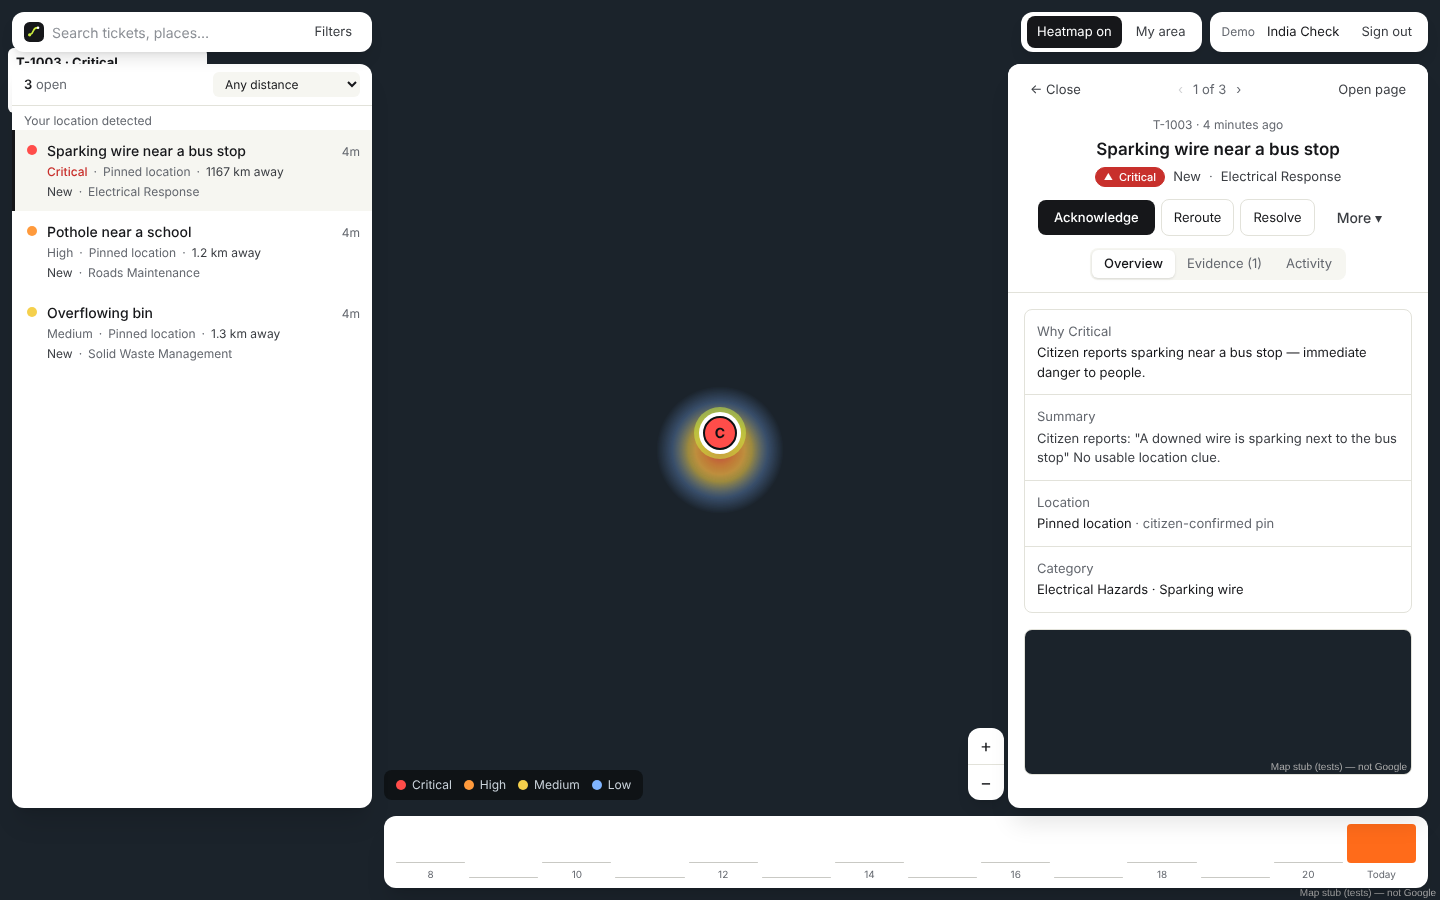 Search tickets, places...
Filters
T-1003 · Critical
3 open
Any distance
Your location detected
Sparking wire near a bus stop
4m
Critical · Pinned location · 1167 km away
New · Electrical Response
Pothole near a school
4m
High · Pinned location · 1.2 km away
New · Roads Maintenance
Overflowing bin
4m
Medium · Pinned location · 1.3 km away
New · Solid Waste Management
C
Critical
High
Medium
Low
+
−
8
10
12
14
16
18
20
Today
Heatmap on
My area
Demo
India Check
Sign out
← Close
‹ 1 of 3 ›
Open page
T-1003 · 4 minutes ago
Sparking wire near a bus stop
▲ Critical New · Electrical Response
Acknowledge
Reroute
Resolve
More ▾
Overview
Evidence (1)
Activity
Why Critical
Citizen reports sparking near a bus stop — immediate
danger to people.
Summary
Citizen reports: "A downed wire is sparking next to the bus
stop" No usable location clue.
Location
Pinned location · citizen-confirmed pin
Category
Electrical Hazards · Sparking wire
Map stub (tests) — not Google
Map stub (tests) — not Google